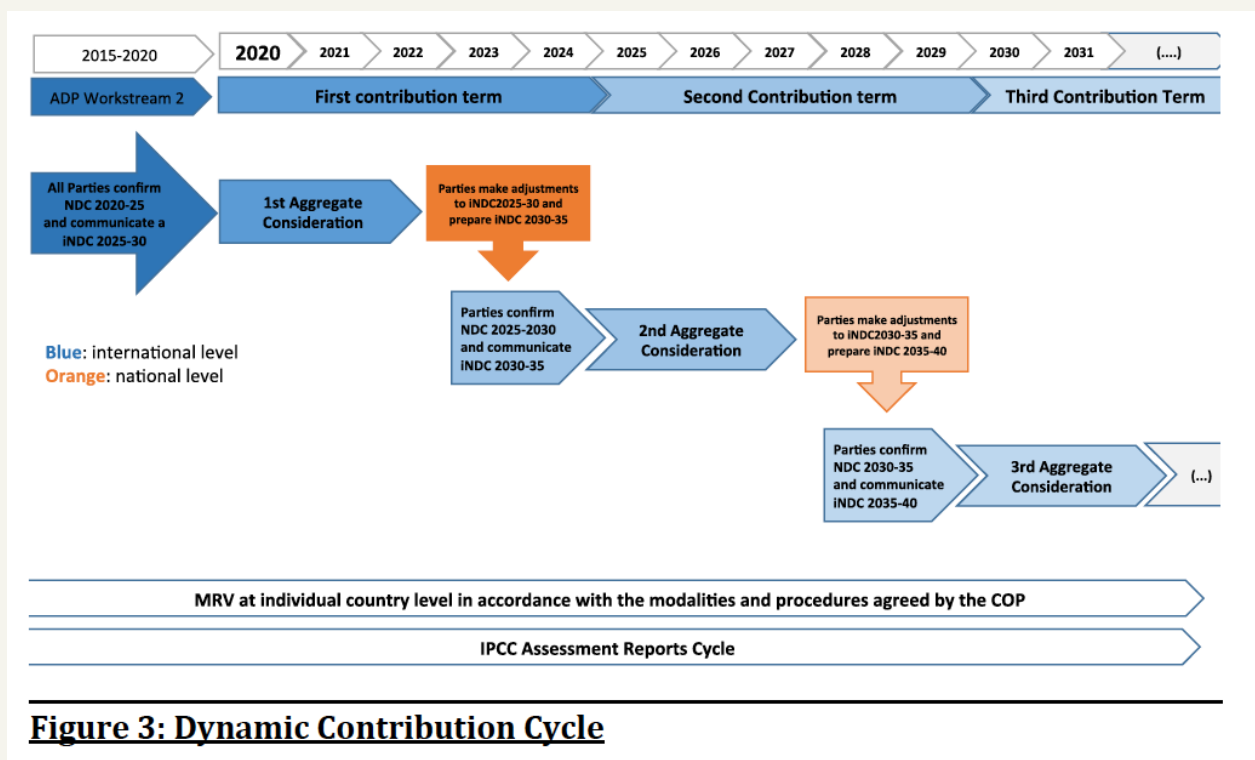 2015-2020
2020
2021
2022
2023
2024
2025
2026
2027
2028
2029
2030
2031
(....)
ADP Workstream 2
First contribution term
Second Contribution term
Third Contribution Term
All Parties confirm
NDC 2020-25
and communicate a
iNDC 2025-30
1st Aggregate
Consideration
Parties make adjustments
to iNDC2025-30 and
prepare iNDC 2030-35
Parties confirm
NDC 2025-2030
and communicate
iNDC 2030-35
2nd Aggregate
Consideration
Parties make adjustments
to iNDC2030-35 and
prepare iNDC 2035-40
Blue: international level
Orange: national level
Parties confirm
NDC 2030-35
and communicate
iNDC 2035-40
3rd Aggregate
Consideration
(...)
MRV at individual country level in accordance with the modalities and procedures agreed by the COP
IPCC Assessment Reports Cycle
Figure 3: Dynamic Contribution Cycle